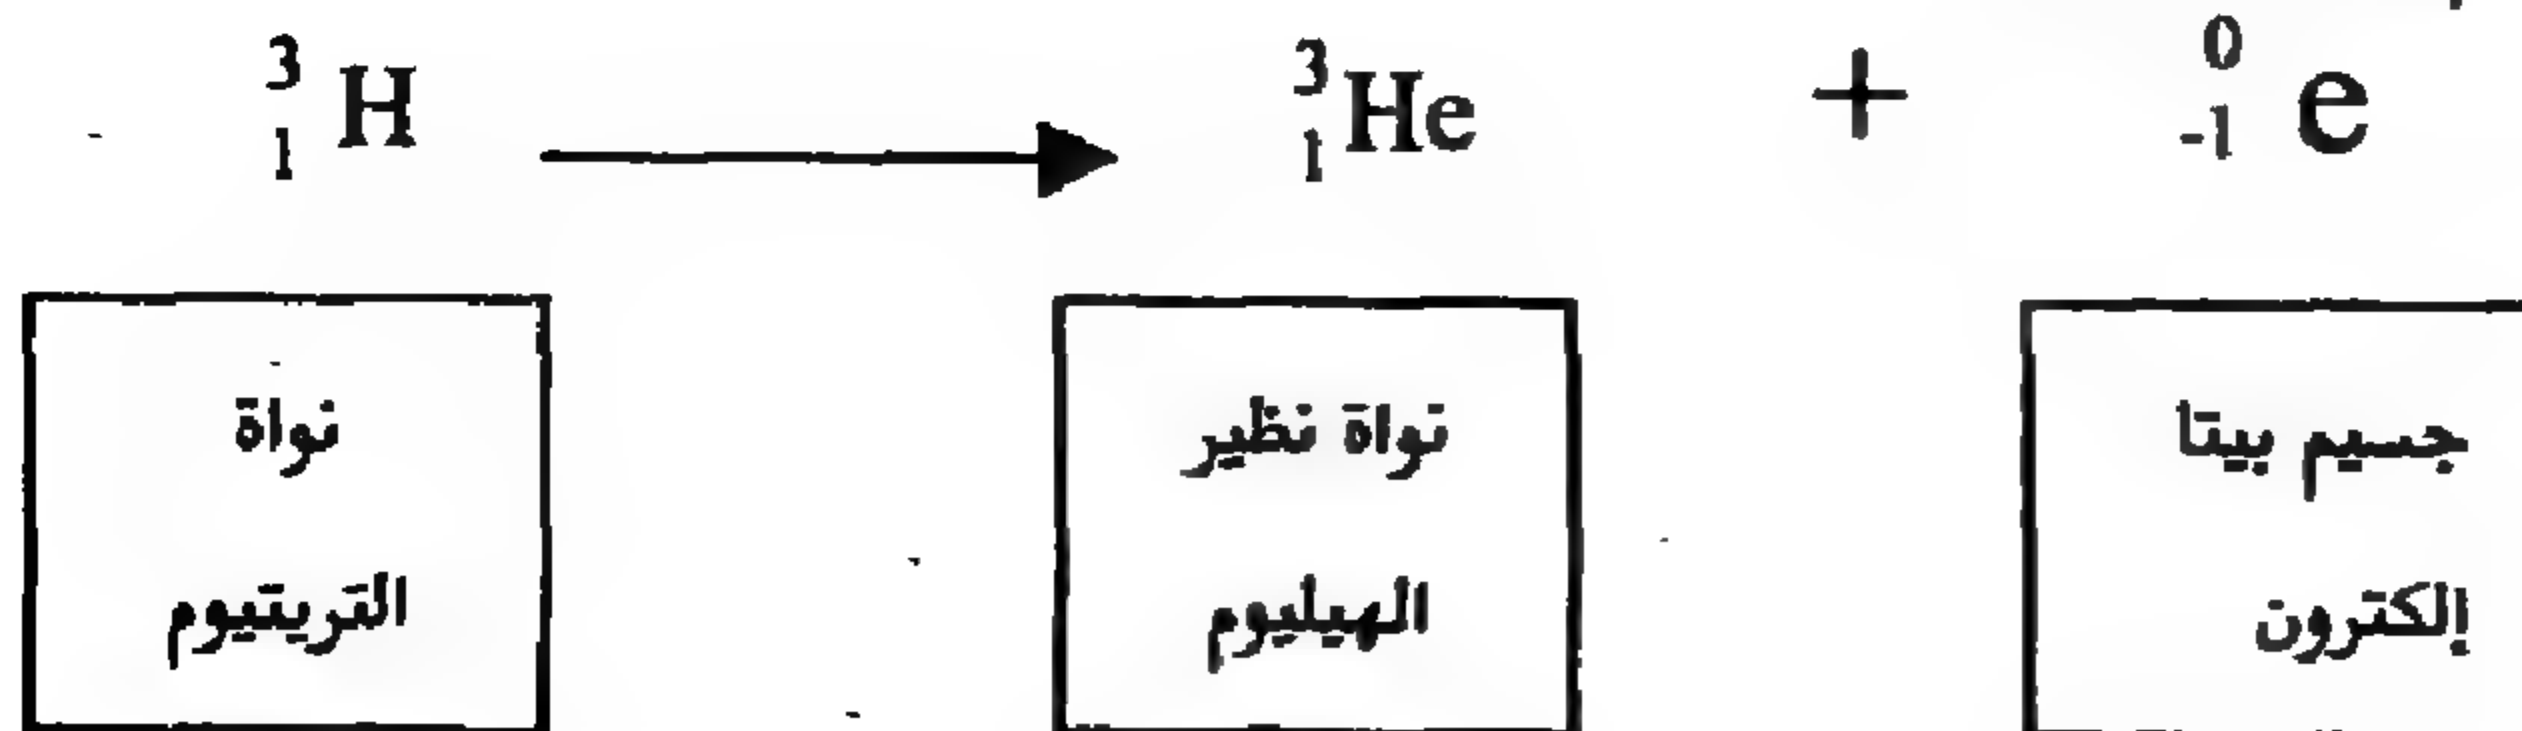 ³₁H ⟶ ³₁He + ⁰₋₁e
نواة
التريتيوم
نواة نظير
الهيليوم
جسيم بيتا
إلكترون